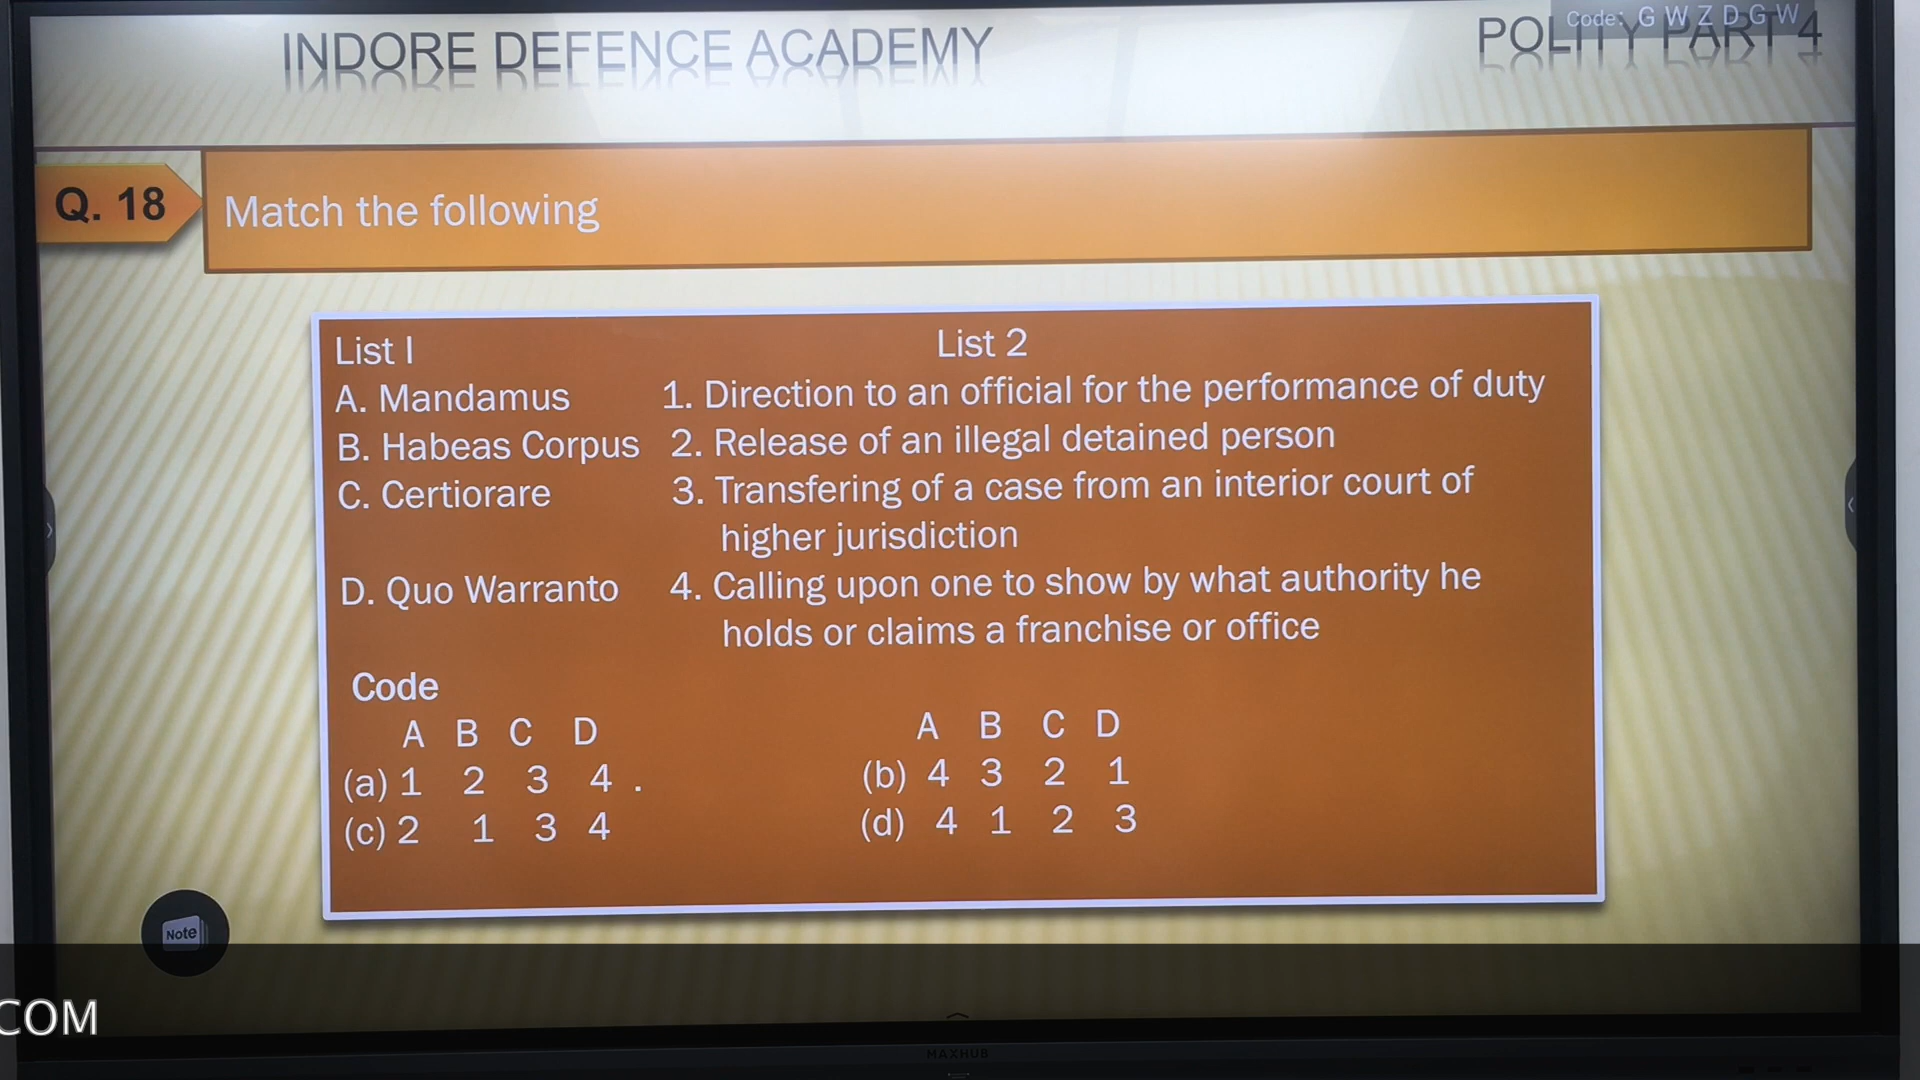 INDORE DEFENCE ACADEMY
POLITY PART 4
Code: G W Z D G W
Q. 18
Match the following
List I List 2
A. Mandamus 1. Direction to an official for the performance of duty
B. Habeas Corpus 2. Release of an illegal detained person
C. Certiorare 3. Transfering of a case from an interior court of
higher jurisdiction
D. Quo Warranto 4. Calling upon one to show by what authority he
holds or claims a franchise or office
Code
A B C D A B C D
(a) 1 2 3 4 . (b) 4 3 2 1
(c) 2 1 3 4 (d) 4 1 2 3
Note
COM
MAXHUB